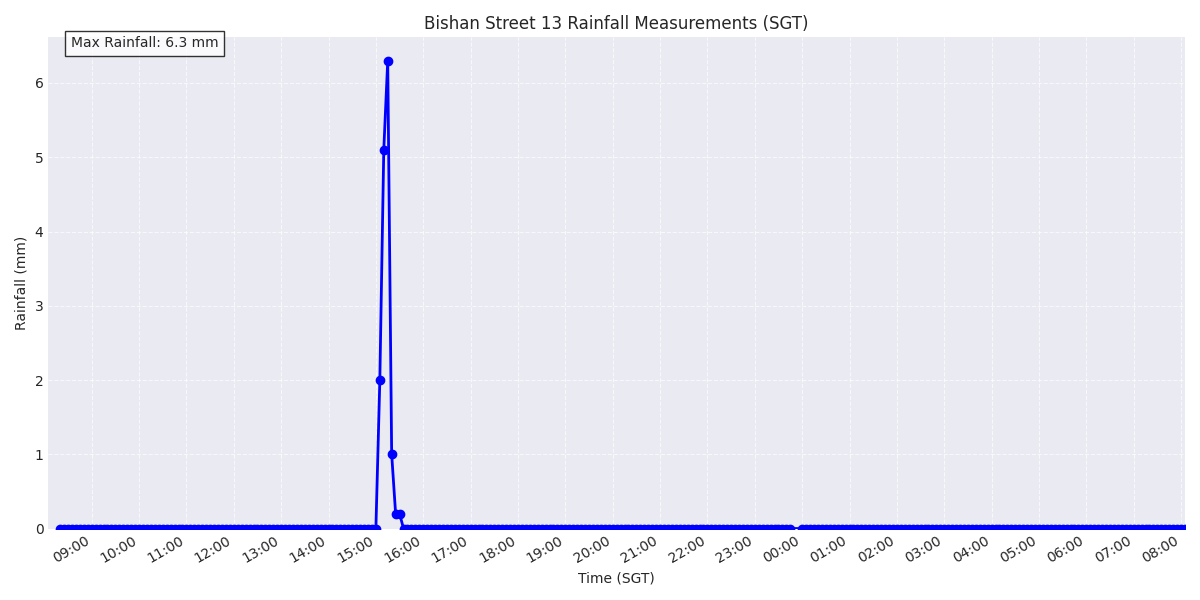 Bishan Street 13 Rainfall Measurements (SGT)
Max Rainfall: 6.3 mm
6
5
4
3
2
1
0
Rainfall (mm)
09:00 10:00 11:00 12:00 13:00 14:00 15:00 16:00 17:00 18:00 19:00 20:00 21:00 22:00 23:00 00:00 01:00 02:00 03:00 04:00 05:00 06:00 07:00 08:00
Time (SGT)